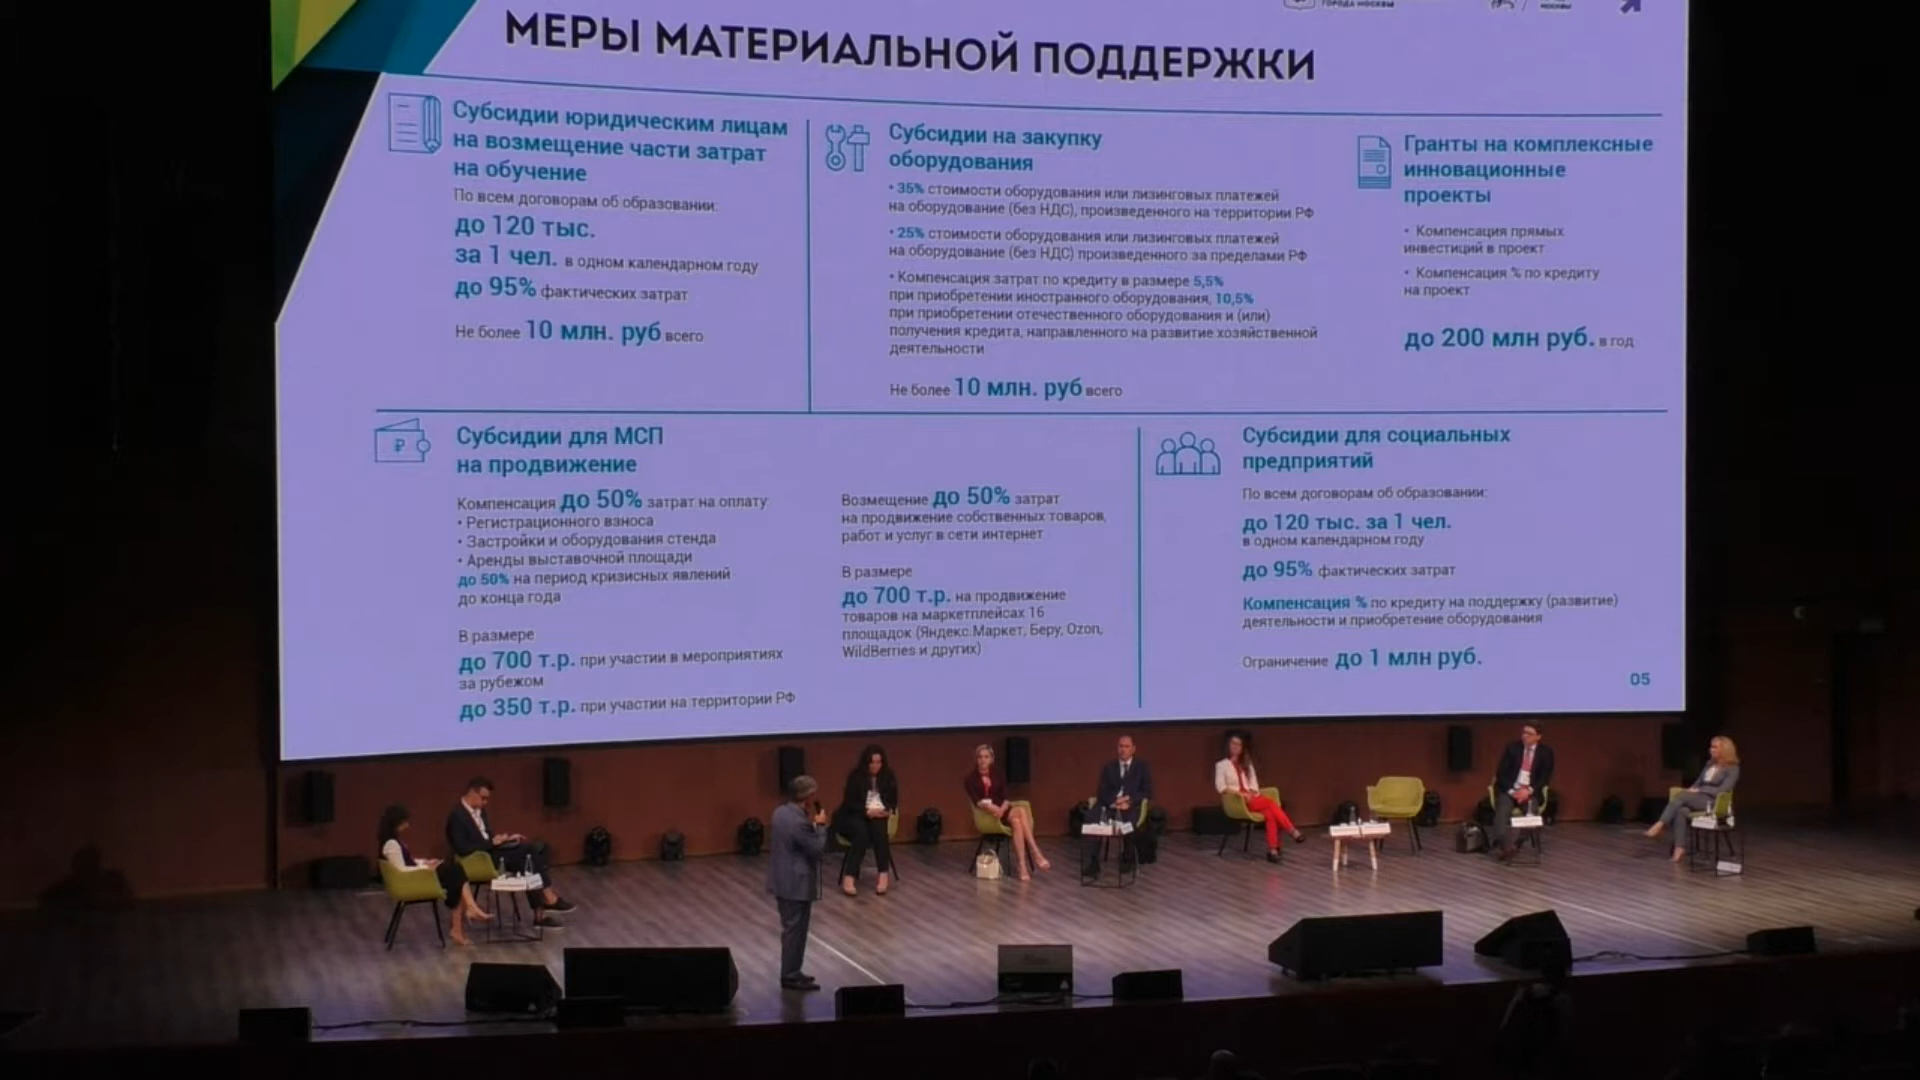 ГОРОДА МОСКВЫ
МОСКВЫ
МЕРЫ МАТЕРИАЛЬНОЙ ПОДДЕРЖКИ
Субсидии юридическим лицам
на возмещение части затрат
на обучение
По всем договорам об образовании:
до 120 тыс.
за 1 чел. в одном календарном году
до 95% фактических затрат
Не более 10 млн. руб всего
Субсидии на закупку
оборудования
• 35% стоимости оборудования или лизинговых платежей
на оборудование (без НДС), произведенного на территории РФ
• 25% стоимости оборудования или лизинговых платежей
на оборудование (без НДС) произведенного за пределами РФ
• Компенсация затрат по кредиту в размере 5,5%
при приобретении иностранного оборудования, 10,5%
при приобретении отечественного оборудования и (или)
получения кредита, направленного на развитие хозяйственной
деятельности
Не более 10 млн. руб всего
Гранты на комплексные
инновационные
проекты
• Компенсация прямых
инвестиций в проект
• Компенсация % по кредиту
на проект
до 200 млн руб. в год
Субсидии для МСП
на продвижение
Компенсация до 50% затрат на оплату:
• Регистрационного взноса
• Застройки и оборудования стенда
• Аренды выставочной площади
до 50% на период кризисных явлений
до конца года
В размере
до 700 т.р. при участии в мероприятиях
за рубежом
до 350 т.р. при участии на территории РФ
Возмещение до 50% затрат
на продвижение собственных товаров,
работ и услуг в сети интернет
В размере
до 700 т.р. на продвижение
товаров на маркетплейсах 16
площадок (Яндекс.Маркет, Беру, Ozon,
WildBerries и других)
Субсидии для социальных
предприятий
По всем договорам об образовании:
до 120 тыс. за 1 чел.
в одном календарном году
до 95% фактических затрат
Компенсация % по кредиту на поддержку (развитие)
деятельности и приобретение оборудования
Ограничение до 1 млн руб.
05